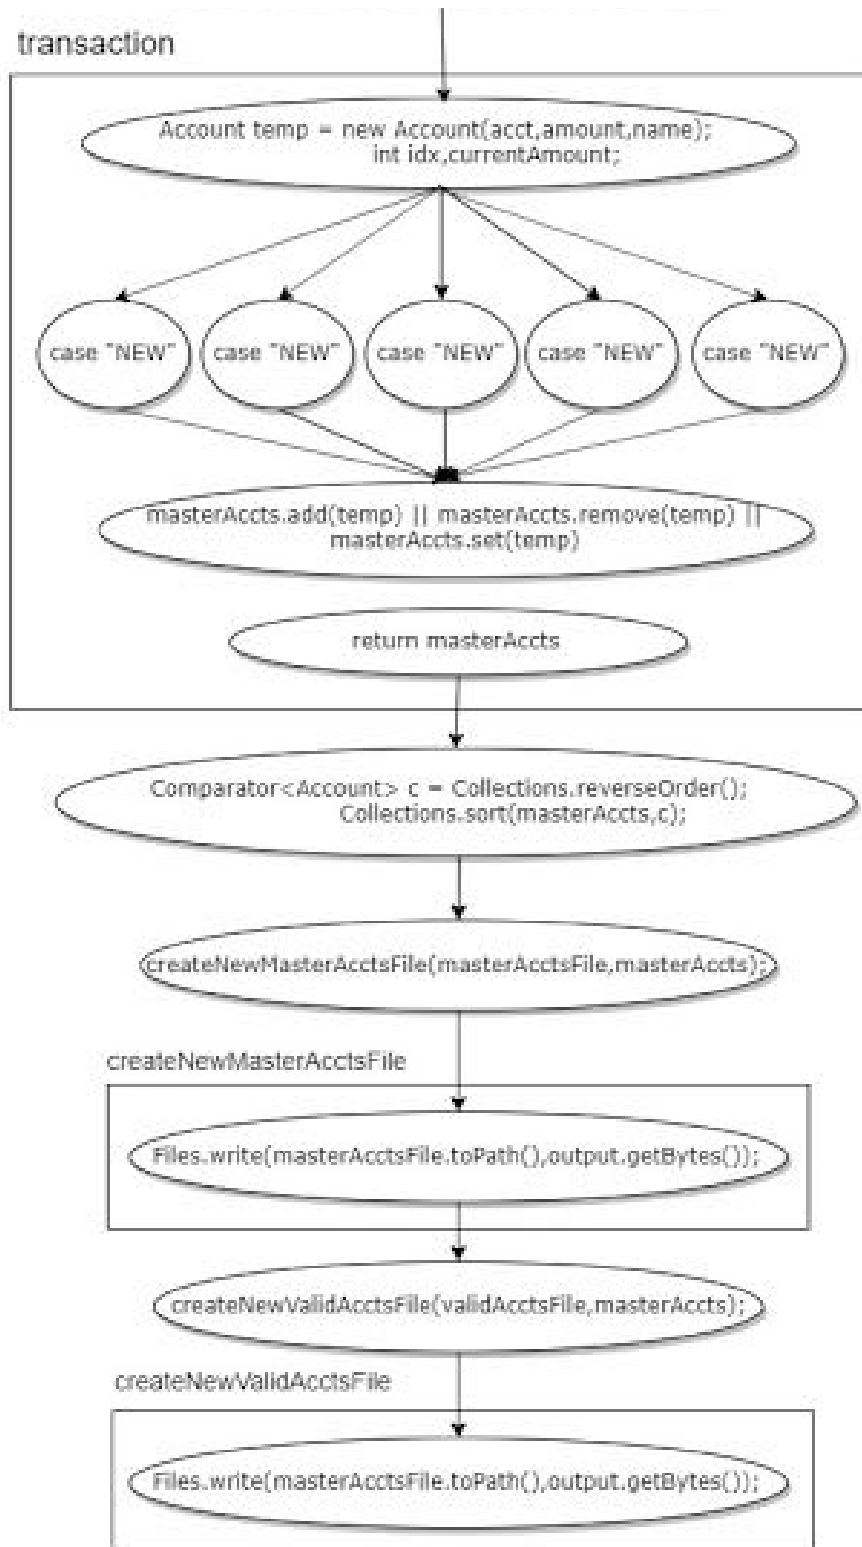 transaction
Account temp = new Account(acct,amount,name);
int idx,currentAmount;
case "NEW"
case "NEW"
case "NEW"
case "NEW"
case "NEW"
masterAccts.add(temp) || masterAccts.remove(temp) ||
masterAccts.set(temp)
return masterAccts
Comparator<Account> c = Collections.reverseOrder();
Collections.sort(masterAccts,c);
createNewMasterAcctsFile(masterAcctsFile,masterAccts);
createNewMasterAcctsFile
Files.write(masterAcctsFile.toPath(),output.getBytes());
createNewValidAcctsFile(validAcctsFile,masterAccts);
createNewValidAcctsFile
Files.write(masterAcctsFile.toPath(),output.getBytes());